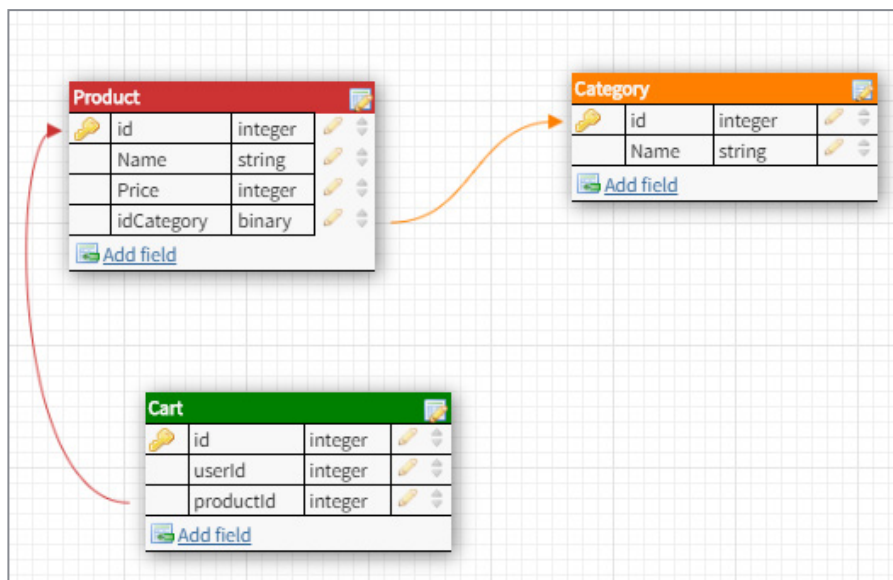 Product
id integer
Name string
Price integer
idCategory binary
Add field
Category
id integer
Name string
Add field
Cart
id integer
userId integer
productId integer
Add field